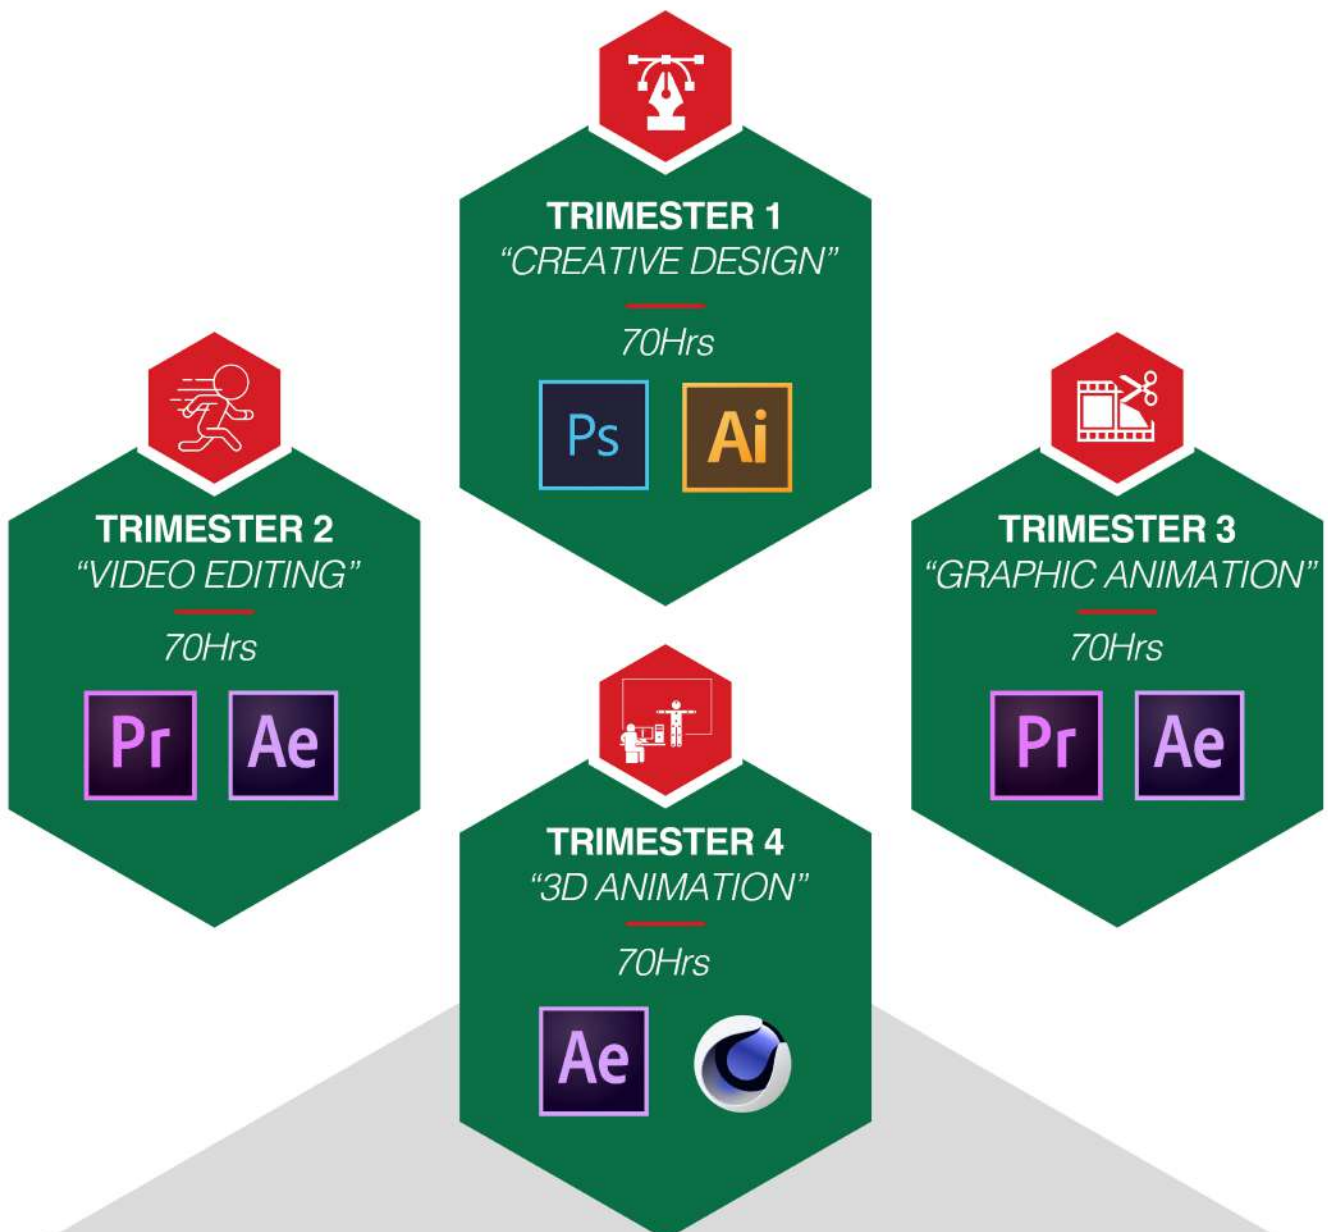 TRIMESTER 1
“CREATIVE DESIGN”
70Hrs
Ps Ai
TRIMESTER 2
“VIDEO EDITING”
70Hrs
Pr Ae
TRIMESTER 3
“GRAPHIC ANIMATION”
70Hrs
Pr Ae
TRIMESTER 4
“3D ANIMATION”
70Hrs
Ae